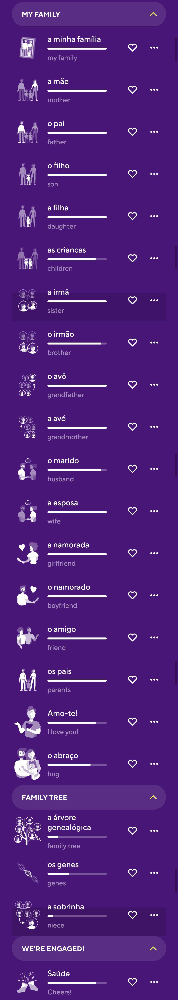 MY FAMILY
a minha família
my family
a mãe
mother
o pai
father
o filho
son
a filha
daughter
as crianças
children
a irmã
sister
o irmão
brother
o avô
grandfather
a avó
grandmother
o marido
husband
a esposa
wife
a namorada
girlfriend
o namorado
boyfriend
o amigo
friend
os pais
parents
Amo-te!
I love you!
o abraço
hug
FAMILY TREE
a árvore
genealógica
family tree
os genes
genes
a sobrinha
niece
WE'RE ENGAGED!
Saúde
Cheers!